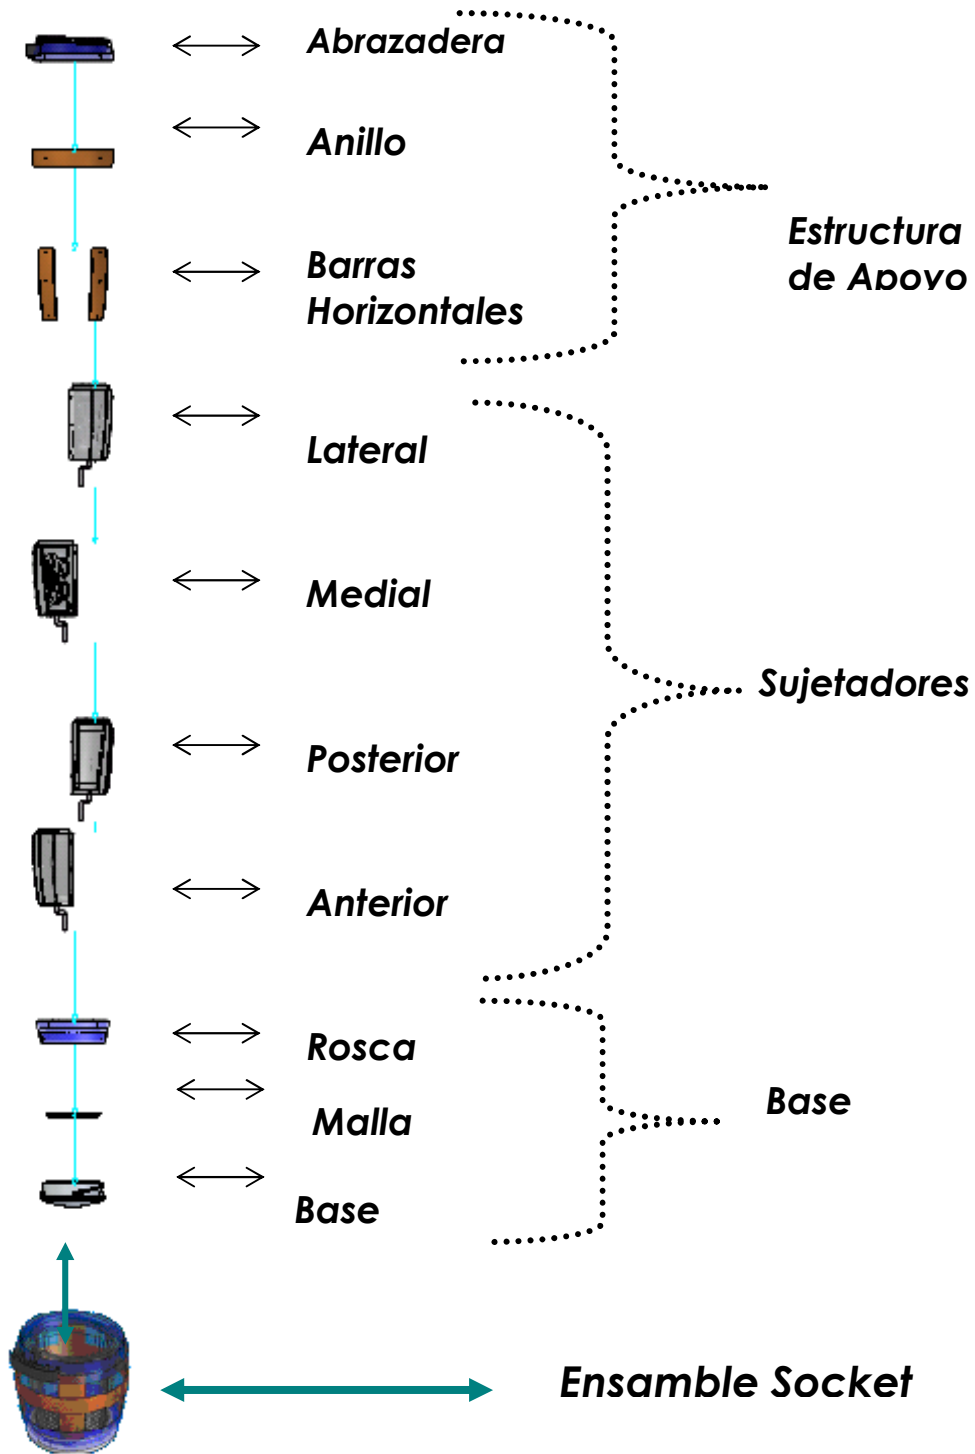 Abrazadera
Anillo
Estructura
de Apoyo
Barras
Horizontales
Lateral
Medial
Sujetadores
Posterior
Anterior
Rosca
Malla
Base
Base
Ensamble Socket